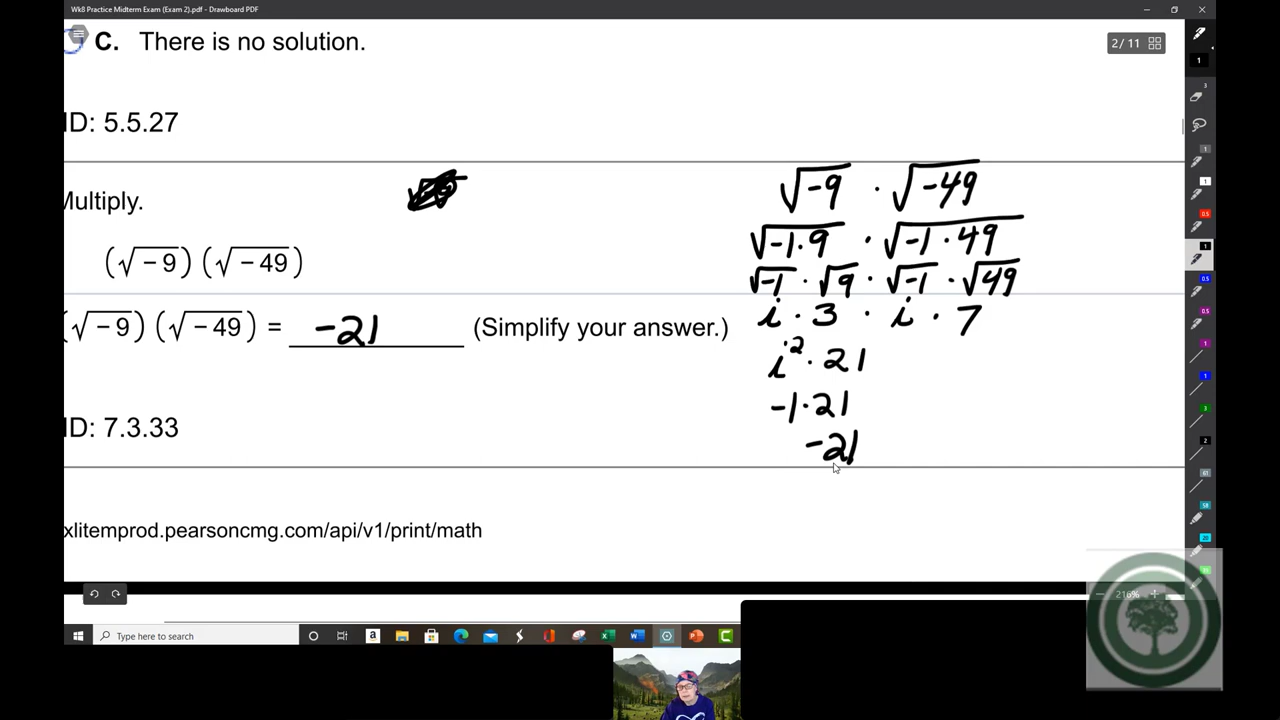 Wk8 Practice Midterm Exam (Exam 2).pdf - Drawboard PDF
C. There is no solution.
2/ 11
ID: 5.5.27
Multiply.
(√−9)(√−49)
(√−9)(√−49) = -21 (Simplify your answer.)
√-9 · √-49
√-1·9 · √-1·49
√-1 · √9 · √-1 · √49
i · 3 · i · 7
i² · 21
-1·21
-21
ID: 7.3.33
xlitemprod.pearsoncmg.com/api/v1/print/math
216%
Type here to search